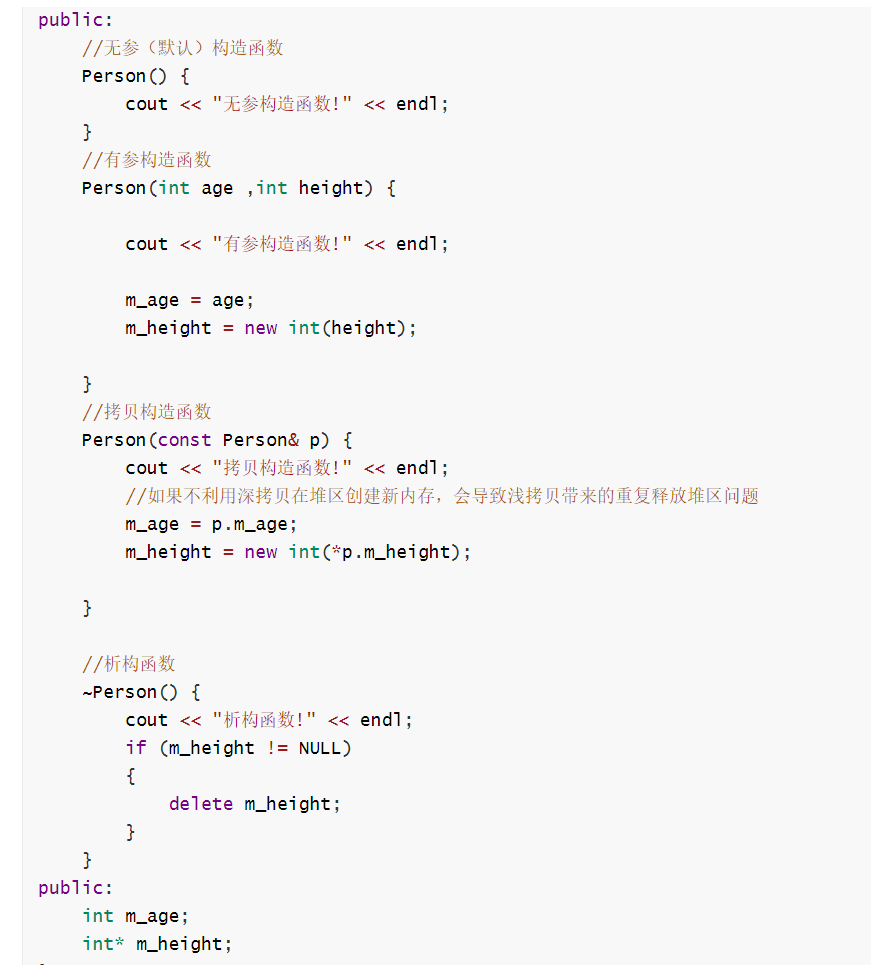 public:
    //无参（默认）构造函数
    Person() {
        cout << "无参构造函数!" << endl;
    }
    //有参构造函数
    Person(int age ,int height) {
        cout << "有参构造函数!" << endl;
        m_age = age;
        m_height = new int(height);
    }
    //拷贝构造函数
    Person(const Person& p) {
        cout << "拷贝构造函数!" << endl;
        //如果不利用深拷贝在堆区创建新内存，会导致浅拷贝带来的重复释放堆区问题
        m_age = p.m_age;
        m_height = new int(*p.m_height);
    }
    //析构函数
    ~Person() {
        cout << "析构函数!" << endl;
        if (m_height != NULL)
        {
            delete m_height;
        }
    }
public:
    int m_age;
    int* m_height;